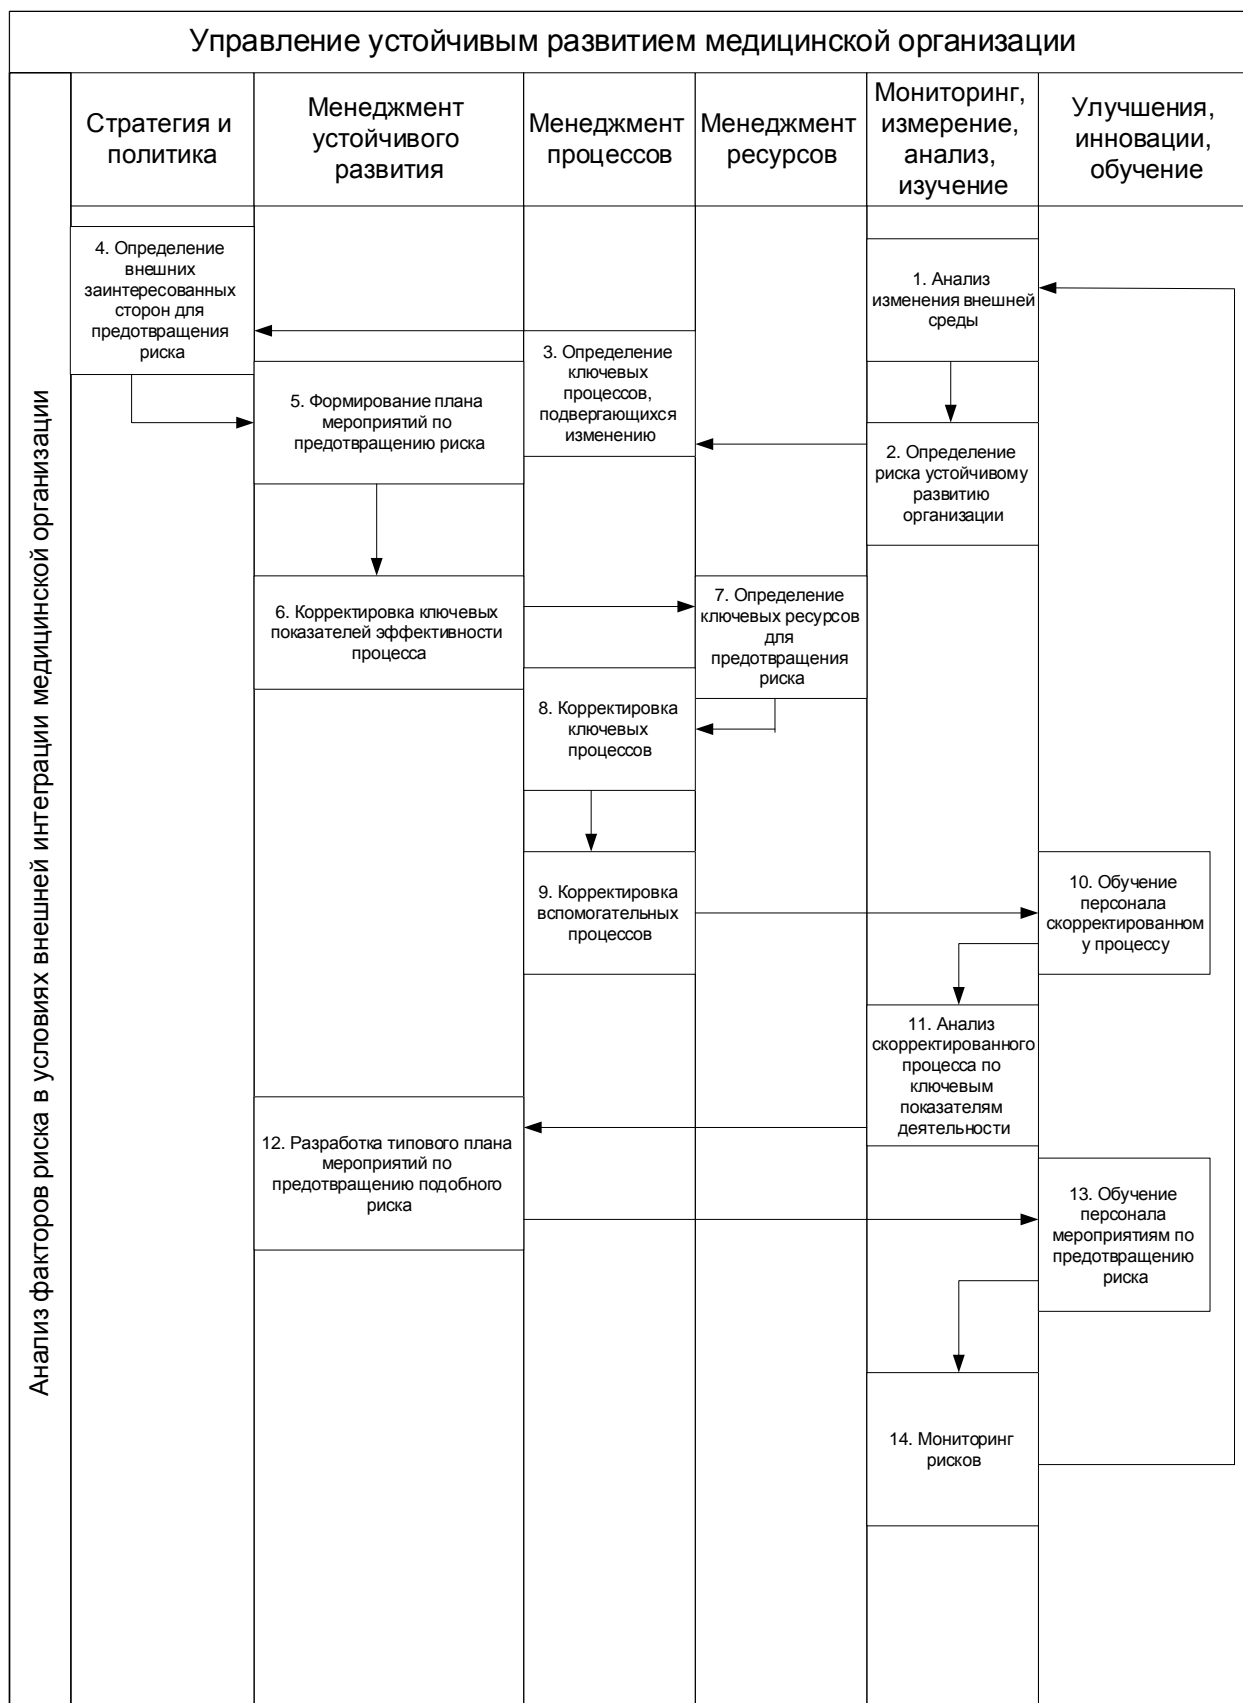 Управление устойчивым развитием медицинской организации
Анализ факторов риска в условиях внешней интеграции медицинской организации
Стратегия и
политика
Менеджмент
устойчивого
развития
Менеджмент
процессов
Менеджмент
ресурсов
Мониторинг,
измерение,
анализ,
изучение
Улучшения,
инновации,
обучение
4. Определение
внешних
заинтересованных
сторон для
предотвращения
риска
1. Анализ
изменения внешней
среды
3. Определение
ключевых
процессов,
подвергающихся
изменению
5. Формирование плана
мероприятий по
предотвращению риска
2. Определение
риска устойчивому
развитию
организации
6. Корректировка ключевых
показателей эффективности
процесса
7. Определение
ключевых ресурсов
для
предотвращения
риска
8. Корректировка
ключевых
процессов
9. Корректировка
вспомогательных
процессов
10. Обучение
персонала
скорректированном
у процессу
11. Анализ
скорректированного
процесса по
ключевым
показателям
деятельности
12. Разработка типового плана
мероприятий по
предотвращению подобного
риска
13. Обучение
персонала
мероприятиям по
предотвращению
риска
14. Мониторинг
рисков